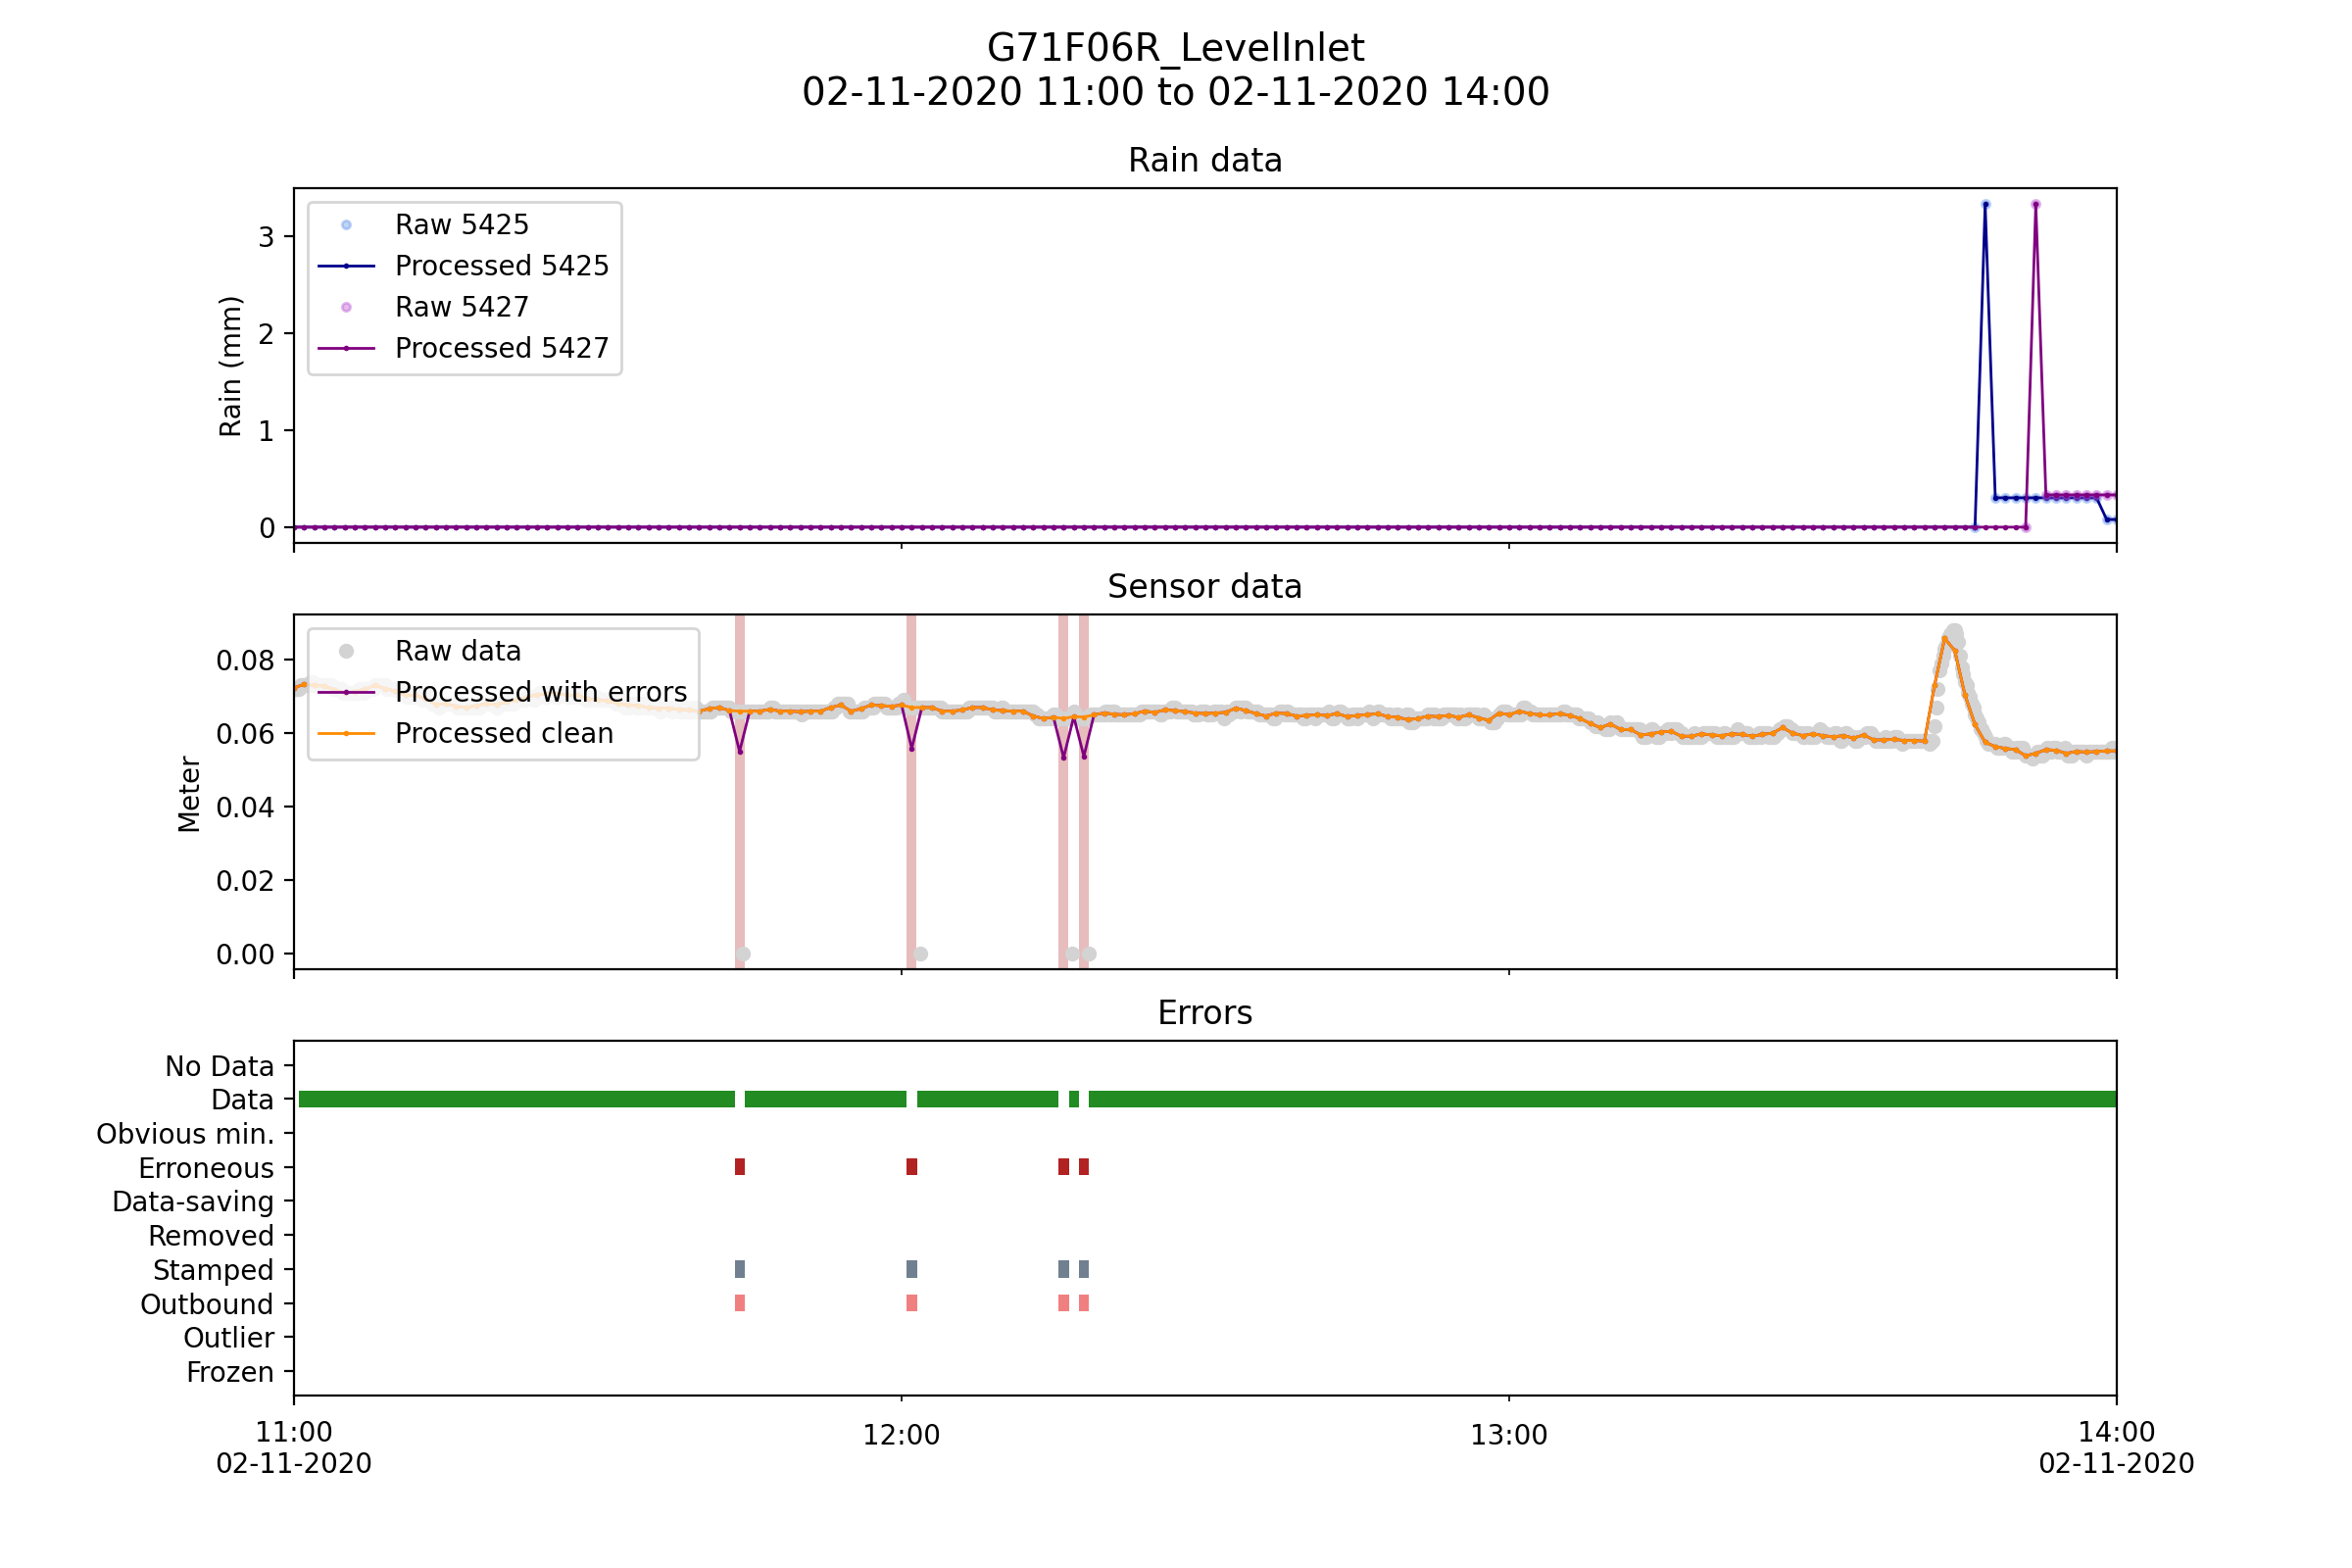 G71F06R_LevelInlet
02-11-2020 11:00 to 02-11-2020 14:00
Rain data
Rain (mm)
3
2
1
0
Raw 5425
Processed 5425
Raw 5427
Processed 5427
Sensor data
Meter
0.08
0.06
0.04
0.02
0.00
Raw data
Processed with errors
Processed clean
Errors
No Data
Data
Obvious min.
Erroneous
Data-saving
Removed
Stamped
Outbound
Outlier
Frozen
11:00 12:00 13:00 14:00
02-11-2020 02-11-2020